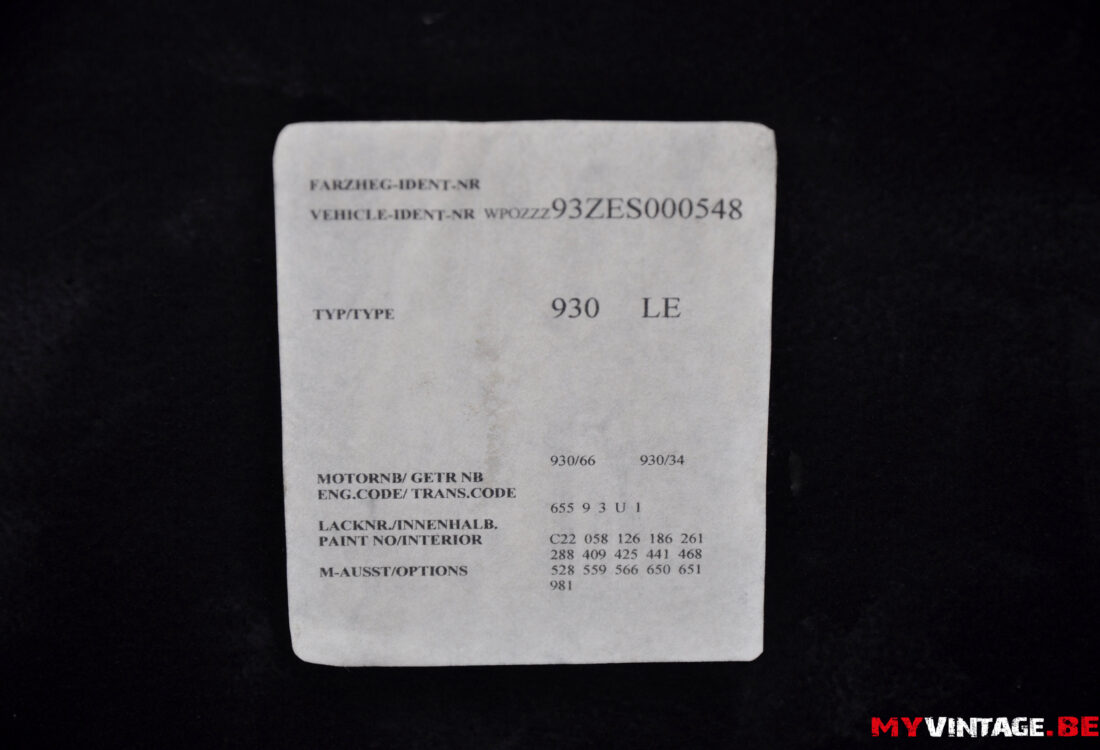 FARZHEG-IDENT-NR
VEHICLE-IDENT-NR WPOZZZ93ZES000548
TYP/TYPE 930 LE
930/66 930/34
MOTORNB/ GETR NB
ENG.CODE/ TRANS.CODE
655 9 3 U 1
LACKNR./INNENHALB.
PAINT NO/INTERIOR
C22 058 126 186 261
288 409 425 441 468
M-AUSST/OPTIONS
528 559 566 650 651
981
MYVINTAGE.BE